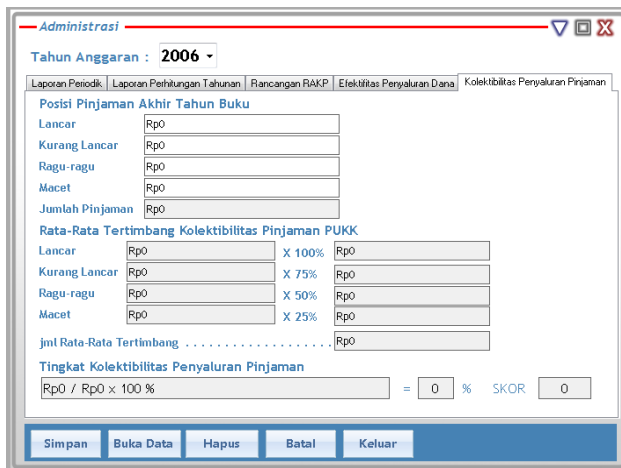 Administrasi
Tahun Anggaran : 2006
Laporan Periodik Laporan Perhitungan Tahunan Rancangan RAKP Efektifitas Penyaluran Dana Kolektibilitas Penyaluran Pinjaman
Posisi Pinjaman Akhir Tahun Buku
Lancar Rp0
Kurang Lancar Rp0
Ragu-ragu Rp0
Macet Rp0
Jumlah Pinjaman Rp0
Rata-Rata Tertimbang Kolektibilitas Pinjaman PUKK
Lancar Rp0 X 100% Rp0
Kurang Lancar Rp0 X 75% Rp0
Ragu-ragu Rp0 X 50% Rp0
Macet Rp0 X 25% Rp0
jml Rata-Rata Tertimbang . . . . . . . . . . . . . . . . . . . . Rp0
Tingkat Kolektibilitas Penyaluran Pinjaman
Rp0 / Rp0 x 100 % = 0 % SKOR 0
Simpan Buka Data Hapus Batal Keluar